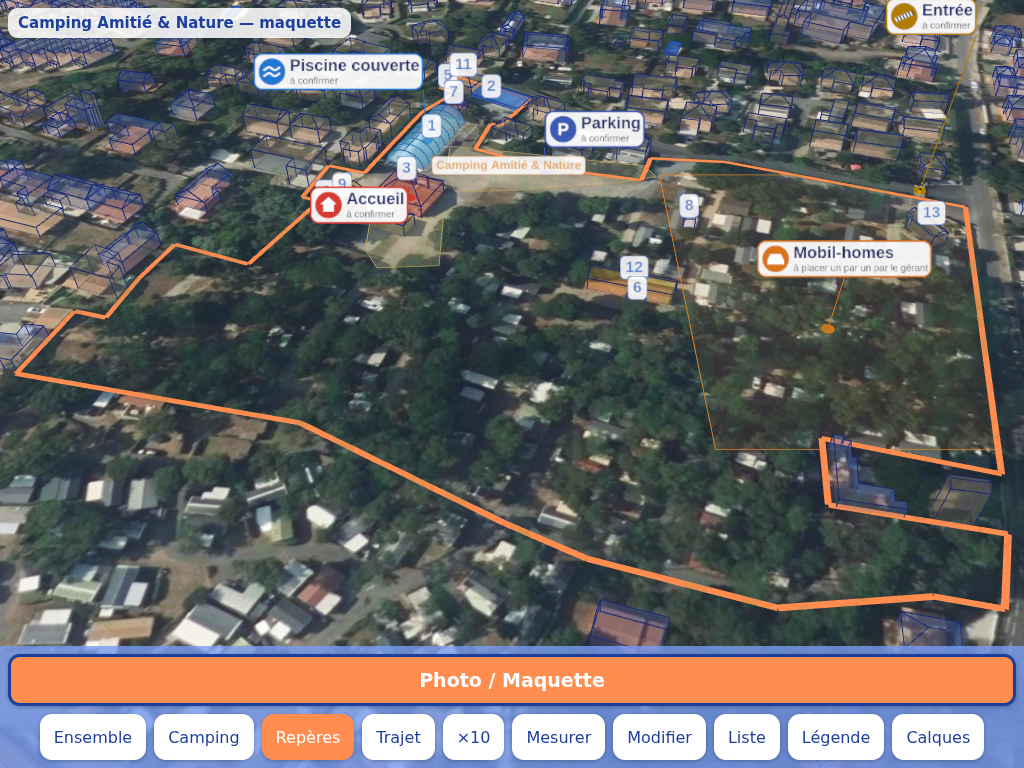 Camping Amitié & Nature — maquette
Entrée
à confirmer
Piscine couverte
à confirmer
11
5
7
2
1
Parking
à confirmer
Camping Amitié & Nature
3
9
Accueil
à confirmer
8
13
Mobil-homes
à placer un par un par le gérant
12
6
Photo / Maquette
Ensemble
Camping
Repères
Trajet
×10
Mesurer
Modifier
Liste
Légende
Calques